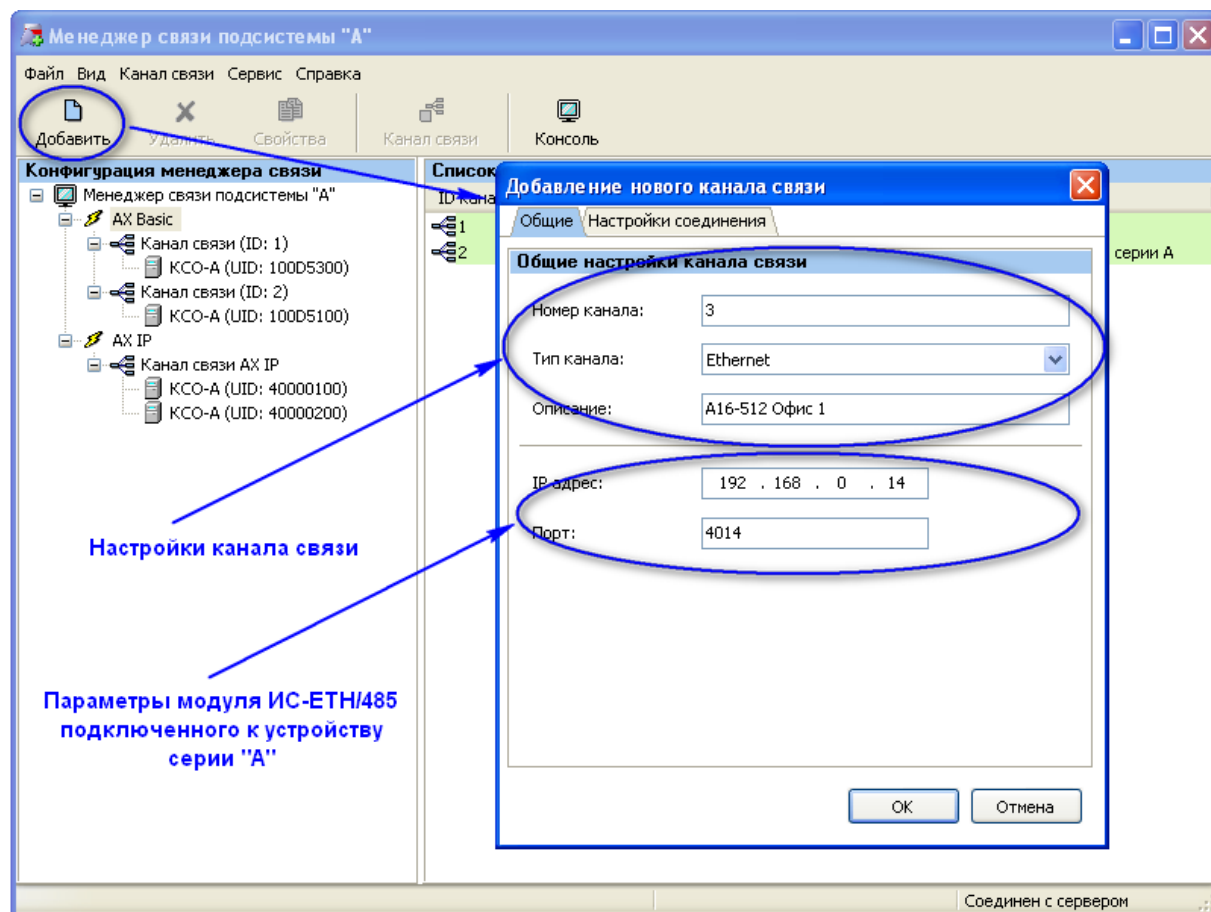 Менеджер связи подсистемы "А"
Файл Вид Канал связи Сервис Справка
Добавить Удалить Свойства Канал связи Консоль
Конфигурация менеджера связи
Менеджер связи подсистемы "А"
AX Basic
Канал связи (ID: 1)
КСО-А (UID: 100D5300)
Канал связи (ID: 2)
КСО-А (UID: 100D5100)
AX IP
Канал связи AX IP
КСО-А (UID: 40000100)
КСО-А (UID: 40000200)
Список
ID кана
1
2
серии А
Добавление нового канала связи
Общие Настройки соединения
Общие настройки канала связи
Номер канала: 3
Тип канала: Ethernet
Описание: А16-512 Офис 1
IP адрес: 192 . 168 . 0 . 14
Порт: 4014
OK Отмена
Настройки канала связи
Параметры модуля ИС-ETH/485
подключенного к устройству
серии "А"
Соединен с сервером